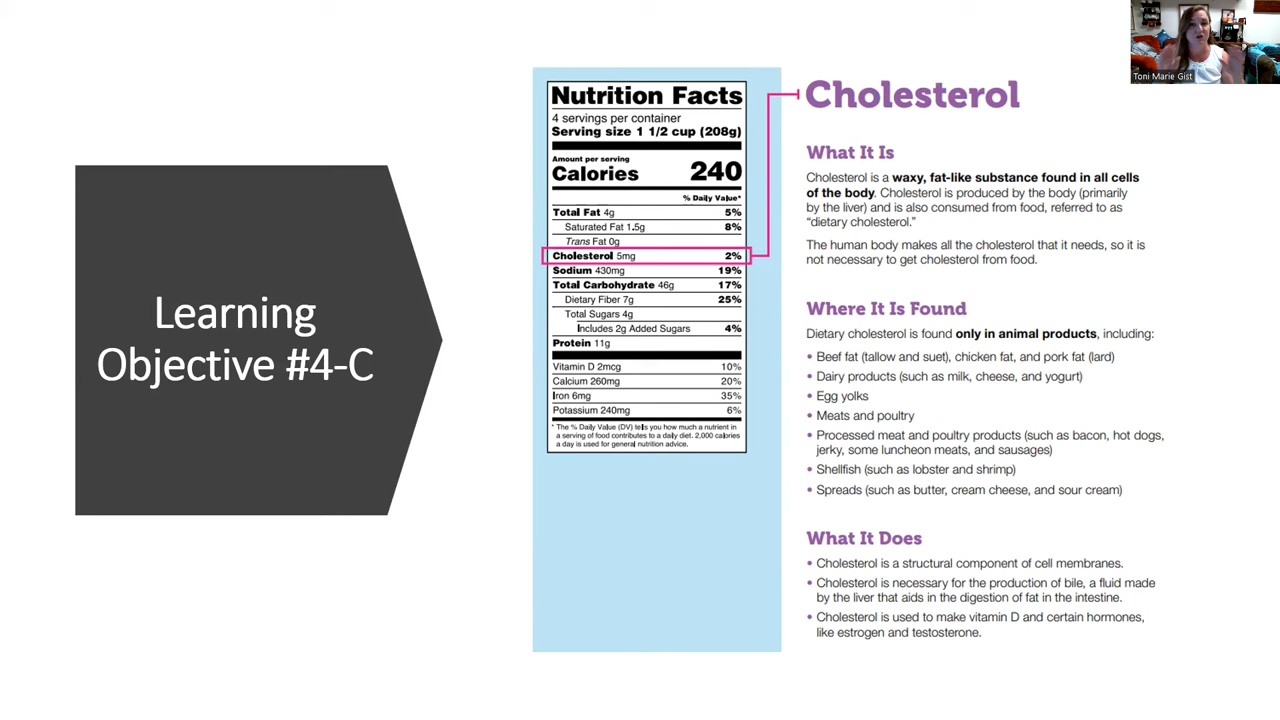 Learning
Objective #4-C
Nutrition Facts
4 servings per container
Serving size 1 1/2 cup (208g)
Amount per serving
Calories 240
% Daily Value*
Total Fat 4g 5%
Saturated Fat 1.5g 8%
Trans Fat 0g
Cholesterol 5mg 2%
Sodium 430mg 19%
Total Carbohydrate 46g 17%
Dietary Fiber 7g 25%
Total Sugars 4g
Includes 2g Added Sugars 4%
Protein 11g
Vitamin D 2mcg 10%
Calcium 260mg 20%
Iron 6mg 35%
Potassium 240mg 6%
* The % Daily Value (DV) tells you how much a nutrient in
a serving of food contributes to a daily diet. 2,000 calories
a day is used for general nutrition advice.
Cholesterol
What It Is
Cholesterol is a waxy, fat-like substance found in all cells
of the body. Cholesterol is produced by the body (primarily
by the liver) and is also consumed from food, referred to as
“dietary cholesterol.”
The human body makes all the cholesterol that it needs, so it is
not necessary to get cholesterol from food.
Where It Is Found
Dietary cholesterol is found only in animal products, including:
• Beef fat (tallow and suet), chicken fat, and pork fat (lard)
• Dairy products (such as milk, cheese, and yogurt)
• Egg yolks
• Meats and poultry
• Processed meat and poultry products (such as bacon, hot dogs,
jerky, some luncheon meats, and sausages)
• Shellfish (such as lobster and shrimp)
• Spreads (such as butter, cream cheese, and sour cream)
What It Does
• Cholesterol is a structural component of cell membranes.
• Cholesterol is necessary for the production of bile, a fluid made
by the liver that aids in the digestion of fat in the intestine.
• Cholesterol is used to make vitamin D and certain hormones,
like estrogen and testosterone.
Toni Marie Gist